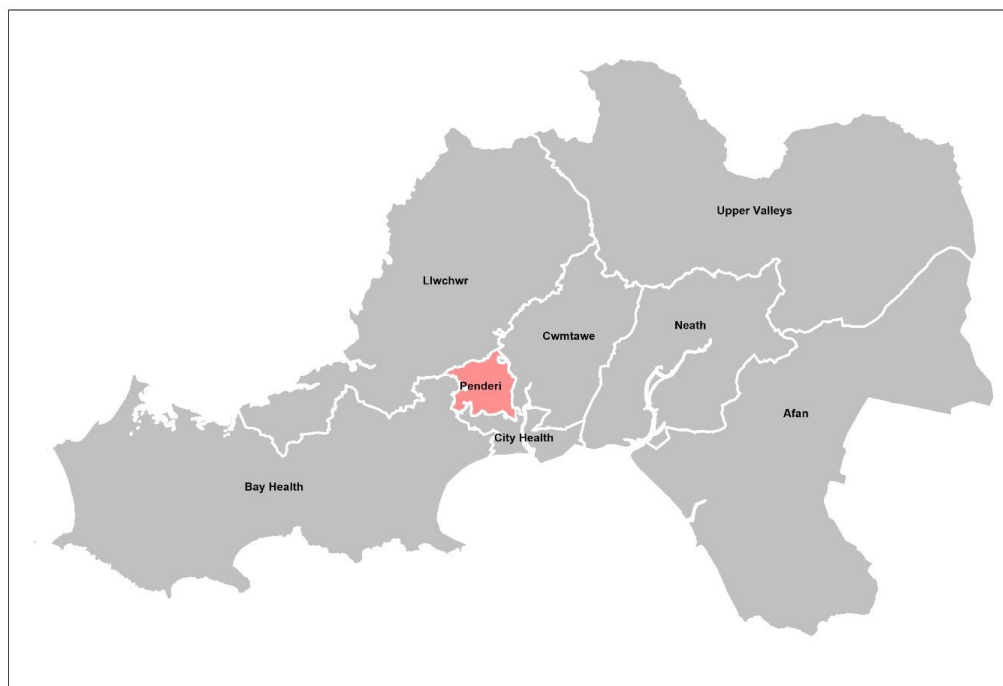 Upper Valleys
Llwchwr
Neath
Cwmtawe
Penderi
Afan
City Health
Bay Health